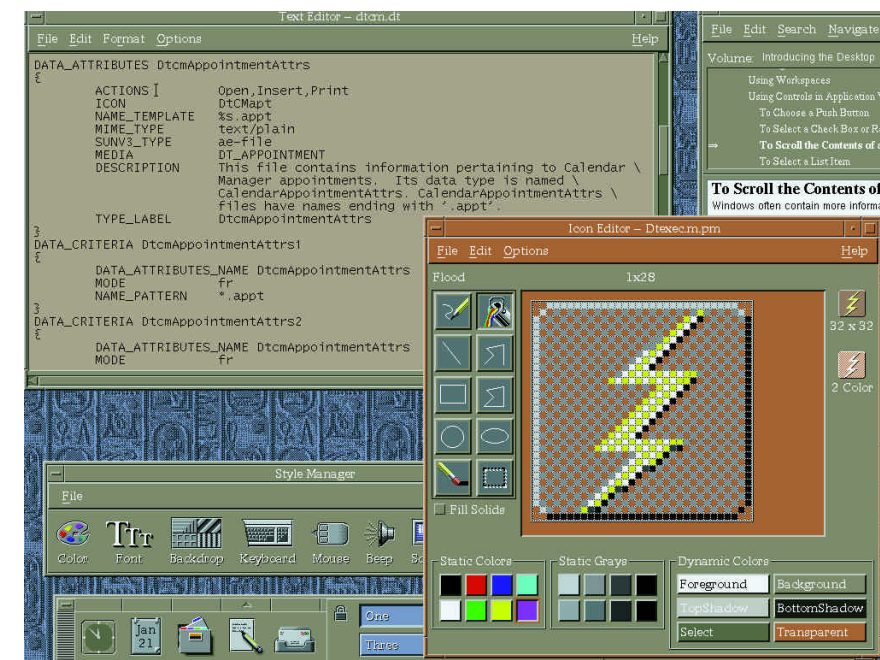 Text Editor – dtcm.dt
File Edit Format Options Help
DATA_ATTRIBUTES DtcmAppointmentAttrs
{
ACTIONS Open,Insert,Print
ICON DtCMapt
NAME_TEMPLATE %s.appt
MIME_TYPE text/plain
SUNV3_TYPE ae-file
MEDIA DT_APPOINTMENT
DESCRIPTION This file contains information pertaining to Calendar \
Manager appointments. Its data type is named \
CalendarAppointmentAttrs. CalendarAppointmentAttrs \
files have names ending with '.appt'.
TYPE_LABEL DtcmAppointmentAttrs
}
DATA_CRITERIA DtcmAppointmentAttrs1
{
DATA_ATTRIBUTES_NAME DtcmAppointmentAttrs
MODE fr
NAME_PATTERN *.appt
}
DATA_CRITERIA DtcmAppointmentAttrs2
{
DATA_ATTRIBUTES_NAME DtcmAppointmentAttrs
MODE fr
File Edit Search Navigate
Volume: Introducing the Desktop
Using Workspaces
Using Controls in Application
To Choose a Push Button
To Select a Check Box or
To Scroll the Contents of
To Select a List Item
To Scroll the Contents of
Windows often contain more
Icon Editor – Dtexec.m.pm
File Edit Options Help
Flood 1x28
32 x 32
2 Color
Fill Solids
Static Colors
Static Grays
Dynamic Colors
Foreground Background
TopShadow BottomShadow
Select Transparent
Style Manager
File
Color Font Backdrop Keyboard Mouse Beep
Jan
21
One
Three